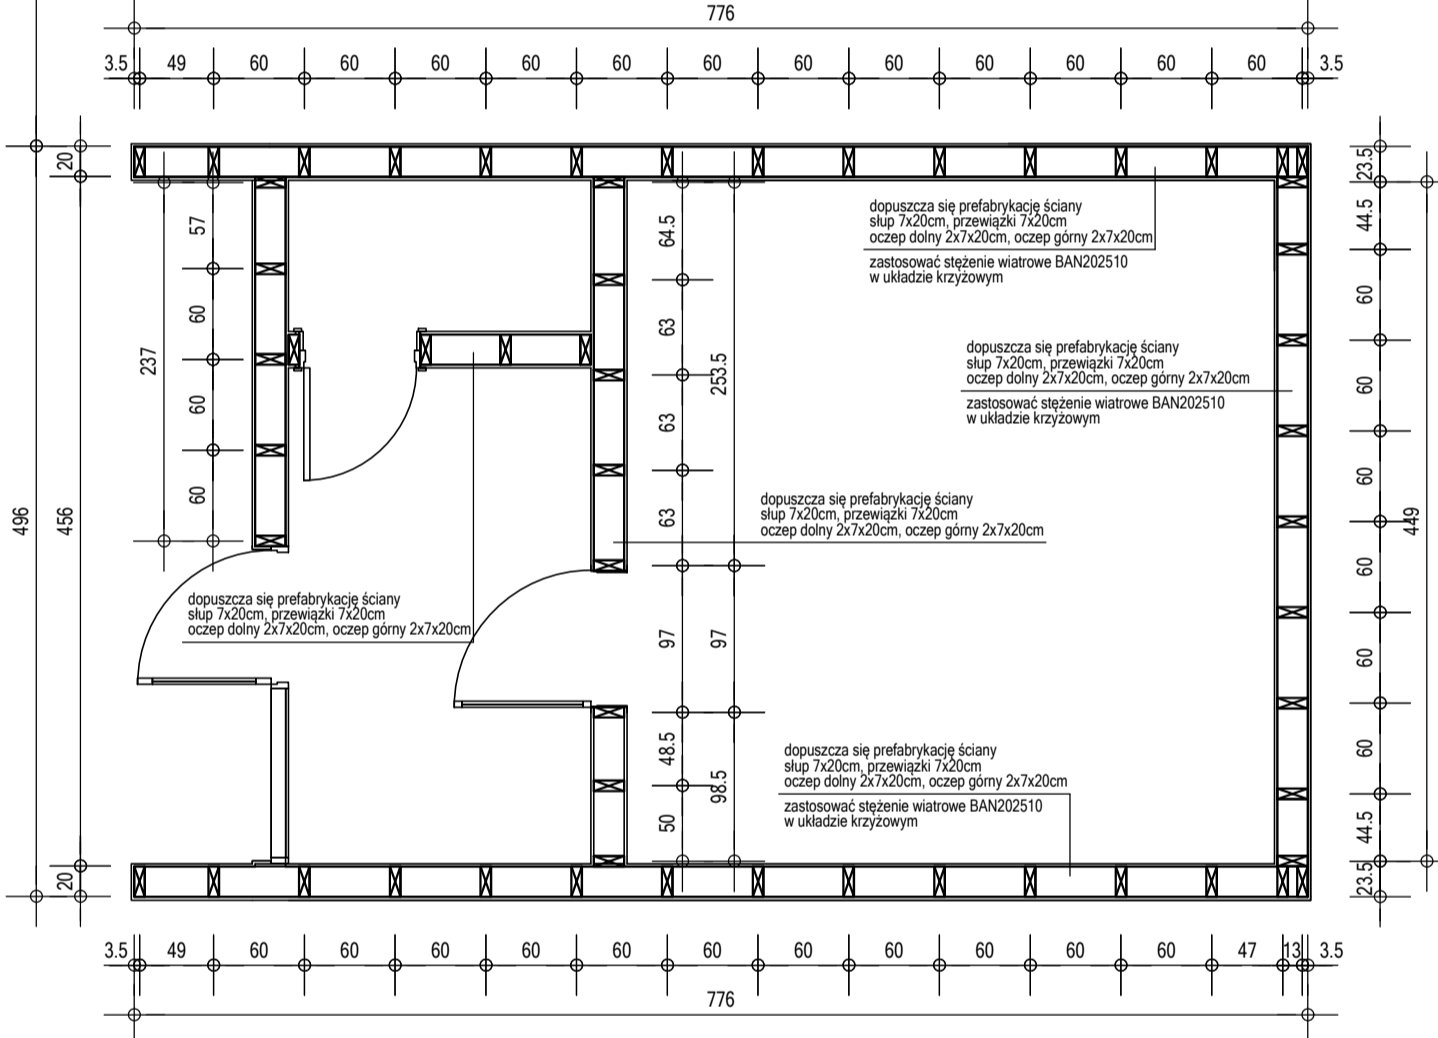 776
3.5 49 60 60 60 60 60 60 60 60 60 60 60 60 3.5
20
23.5
57
64.5
44.5
dopuszcza się prefabrykację ściany
słup 7x20cm, przewiązki 7x20cm
oczep dolny 2x7x20cm, oczep górny 2x7x20cm
zastosować stężenie wiatrowe BAN202510
w układzie krzyżowym
60
63
60
237
253.5
dopuszcza się prefabrykację ściany
słup 7x20cm, przewiązki 7x20cm
oczep dolny 2x7x20cm, oczep górny 2x7x20cm
zastosować stężenie wiatrowe BAN202510
w układzie krzyżowym
60
63
60
60
63
60
496
456
449
dopuszcza się prefabrykację ściany
słup 7x20cm, przewiązki 7x20cm
oczep dolny 2x7x20cm, oczep górny 2x7x20cm
60
dopuszcza się prefabrykację ściany
słup 7x20cm, przewiązki 7x20cm
oczep dolny 2x7x20cm, oczep górny 2x7x20cm
97
97
60
48.5
98.5
60
dopuszcza się prefabrykację ściany
słup 7x20cm, przewiązki 7x20cm
oczep dolny 2x7x20cm, oczep górny 2x7x20cm
zastosować stężenie wiatrowe BAN202510
w układzie krzyżowym
50
44.5
20
23.5
3.5 49 60 60 60 60 60 60 60 60 60 60 60 47 13 3.5
776